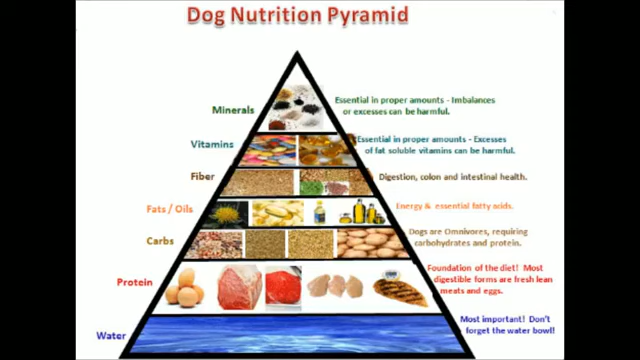 Dog Nutrition Pyramid
Minerals
Essential in proper amounts - Imbalances
or excesses can be harmful.
Vitamins
Essential in proper amounts - Excesses
of fat soluble vitamins can be harmful.
Fiber
Digestion, colon and intestinal health.
Fats / Oils
Energy & essential fatty acids.
Carbs
Dogs are Omnivores, requiring
carbohydrates and protein.
Protein
Foundation of the diet! Most
digestible forms are fresh lean
meats and eggs.
Water
Most important! Don't
forget the water bowl!